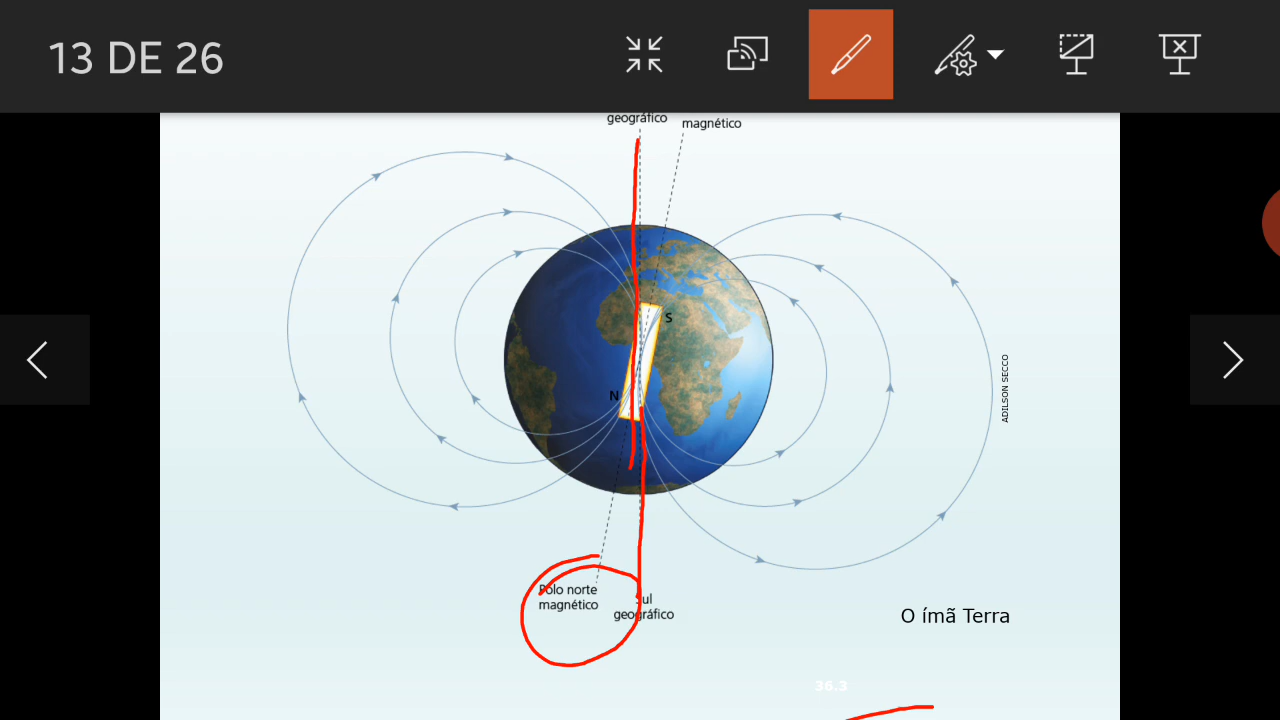 13 DE 26
geográfico
magnético
S
N
ADILSON SECCO
Polo norte
magnético
Sul
geográfico
O ímã Terra
36.3